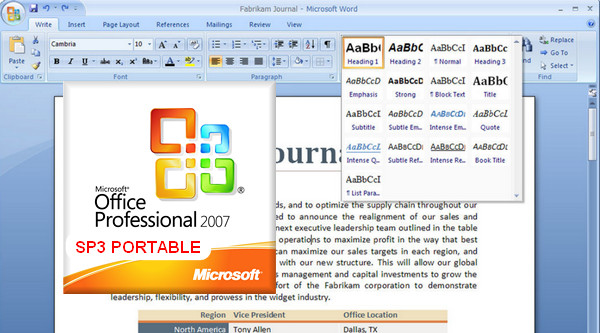 Fabrikam Journal - Microsoft Word
Write Insert Page Layout References Mailings Review View
Cambria 10
Paste
Clipboard Font Paragraph
Replace
Go To
Select
Editing
AaBbC AaBbC AaBbCcI AaBbCc
Heading 1 Heading 2 ¶ Normal Heading 3
AaBbCcD AaBbCcI AaBbCcI AaBbC
Emphasis Strong ¶ Block Text Title
AaBbCcI AaBbCcD AaBbCcDı AaBbCcI
Subtitle Subtle Em... Intense Em... Quote
AaBbCcL AaBbCcD AaBbCcDı AaBbCcD
Intense Q... Subtle Ref... Intense Re... Book Title
AaBbCcI
¶ List Para...
Microsoft®
Office
Professional 2007
SP3 PORTABLE
Microsoft
ourna
ds, and to optimize the supply chain throughout our
ed to announce the realignment of our sales and
next executive leadership team outlined in the table
operations to maximize profit in the way that best
can maximize our sales targets in each region, and
with our new structure. This will allow our global
s management and capital investments to grow the
fort of the Fabrikam corporation to demonstrate
leadership, flexibility, and prowess in the widget industry.
Region Vice President Office Location
North America Tony Allen Dallas, TX